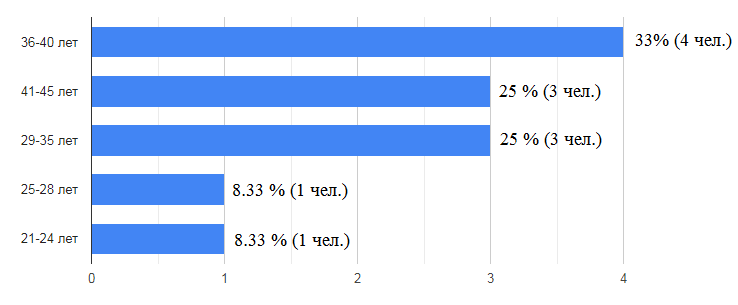 36-40 лет 33% (4 чел.)
41-45 лет 25 % (3 чел.)
29-35 лет 25 % (3 чел.)
25-28 лет 8.33 % (1 чел.)
21-24 лет 8.33 % (1 чел.)
0 1 2 3 4